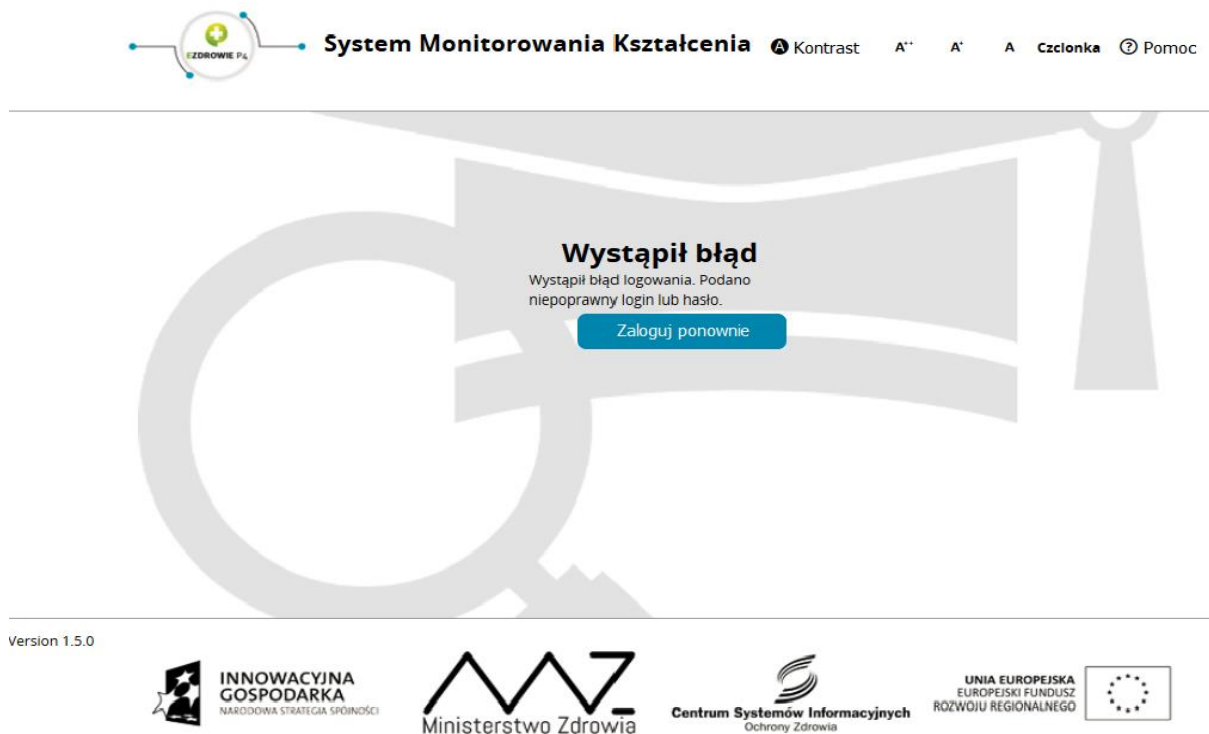 EZDROWIE P4
System Monitorowania Kształcenia
A Kontrast A++ A+ A Czcionka ? Pomoc
Wystąpił błąd
Wystąpił błąd logowania. Podano
niepoprawny login lub hasło.
Zaloguj ponownie
Version 1.5.0
INNOWACYJNA
GOSPODARKA
NARODOWA STRATEGIA SPÓJNOŚCI
Ministerstwo Zdrowia
Centrum Systemów Informacyjnych
Ochrony Zdrowia
UNIA EUROPEJSKA
EUROPEJSKI FUNDUSZ
ROZWOJU REGIONALNEGO